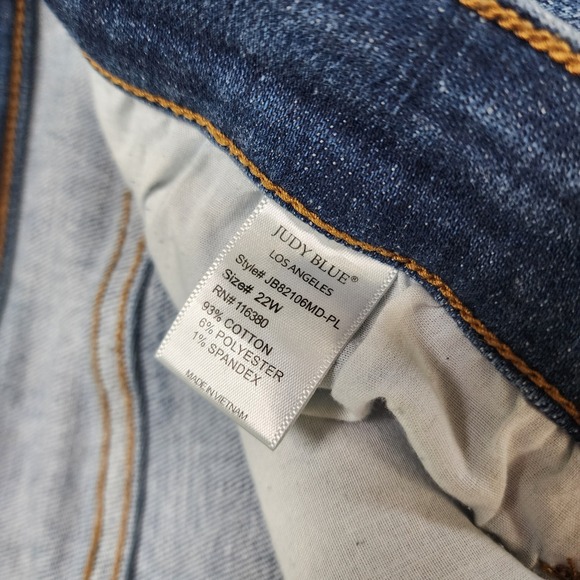 JUDY BLUE®
LOS ANGELES
Style# JB82106MD-PL
Size# 22W
RN# 116380
93% COTTON
6% POLYESTER
1% SPANDEX
MADE IN VIETNAM